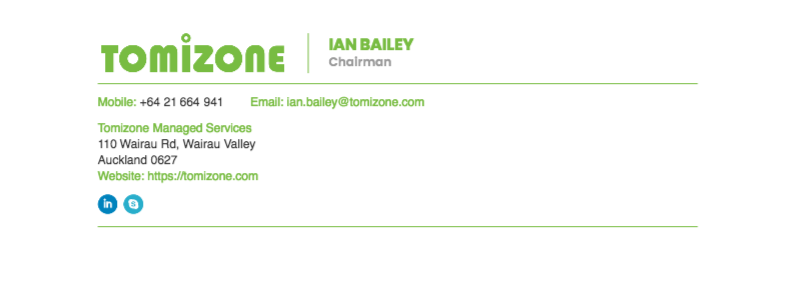 TOMIZONE
IAN BAILEY
Chairman
Mobile: +64 21 664 941 Email: ian.bailey@tomizone.com
Tomizone Managed Services
110 Wairau Rd, Wairau Valley
Auckland 0627
Website: https://tomizone.com
in S